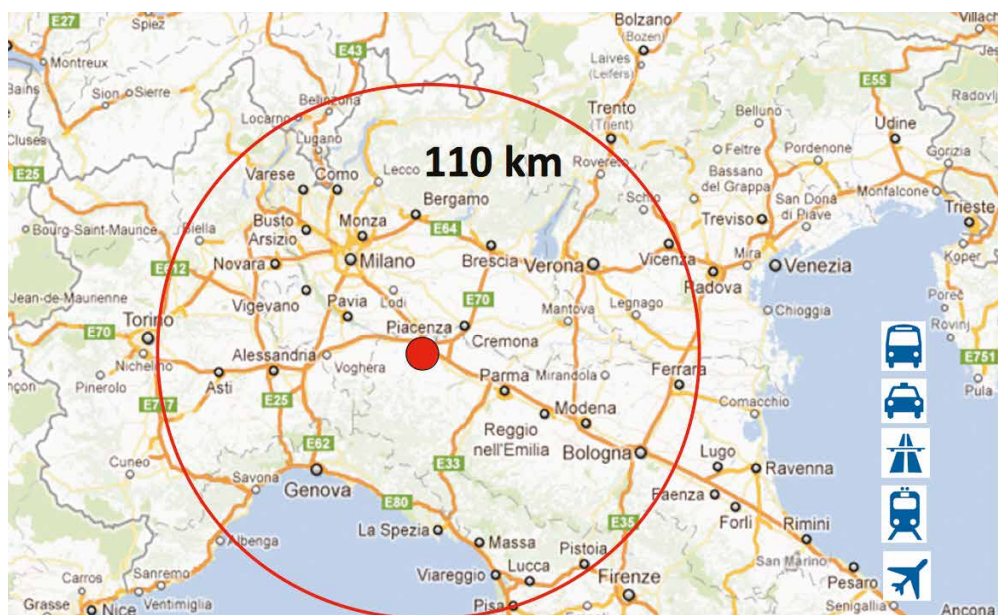 E27
Spiez
Montreux
Bains
Sion
Sierre
Cluses
E25
E43
Bellinzona
Locarno
Lugano
Bolzano
(Bozen)
Laives
(Leifers)
Trento
(Trient)
Rovereto
Schio
Belluno
Feltre
Bassano
del Grappa
Pordenone
E55
Villach
Udine
Gorizia
Monfalcone
Trieste
Koper
San Donà
di Piave
Treviso
Mira
Venezia
Padova
Vicenza
Chioggia
110 km
Varese
Como
Lecco
Bergamo
Busto
Arsizio
Monza
E64
Biella
Bourg-Saint-Maurice
E612
Novara
Milano
Brescia
Verona
Jean-de-Maurienne
Vigevano
Pavia
Lodi
E70
Mantova
Legnago
Poreč
Rovinj
E70
Torino
Nichelino
Pinerolo
Piacenza
Cremona
Alessandria
Voghera
Asti
Parma
Mirandola
Ferrara
E751
Pula
Comacchio
E25
Reggio
nell'Emilia
Modena
Bologna
Lugo
Ravenna
Cuneo
E62
Savona
Genova
E33
E80
La Spezia
Faenza
Forlì
Rimini
E35
Albenga
Massa
Pistoia
San Marino
Pesaro
Viareggio
Lucca
Firenze
Senigallia
Carros
Sanremo
Grasse
Nice
Ventimiglia
Pisa
Ancona